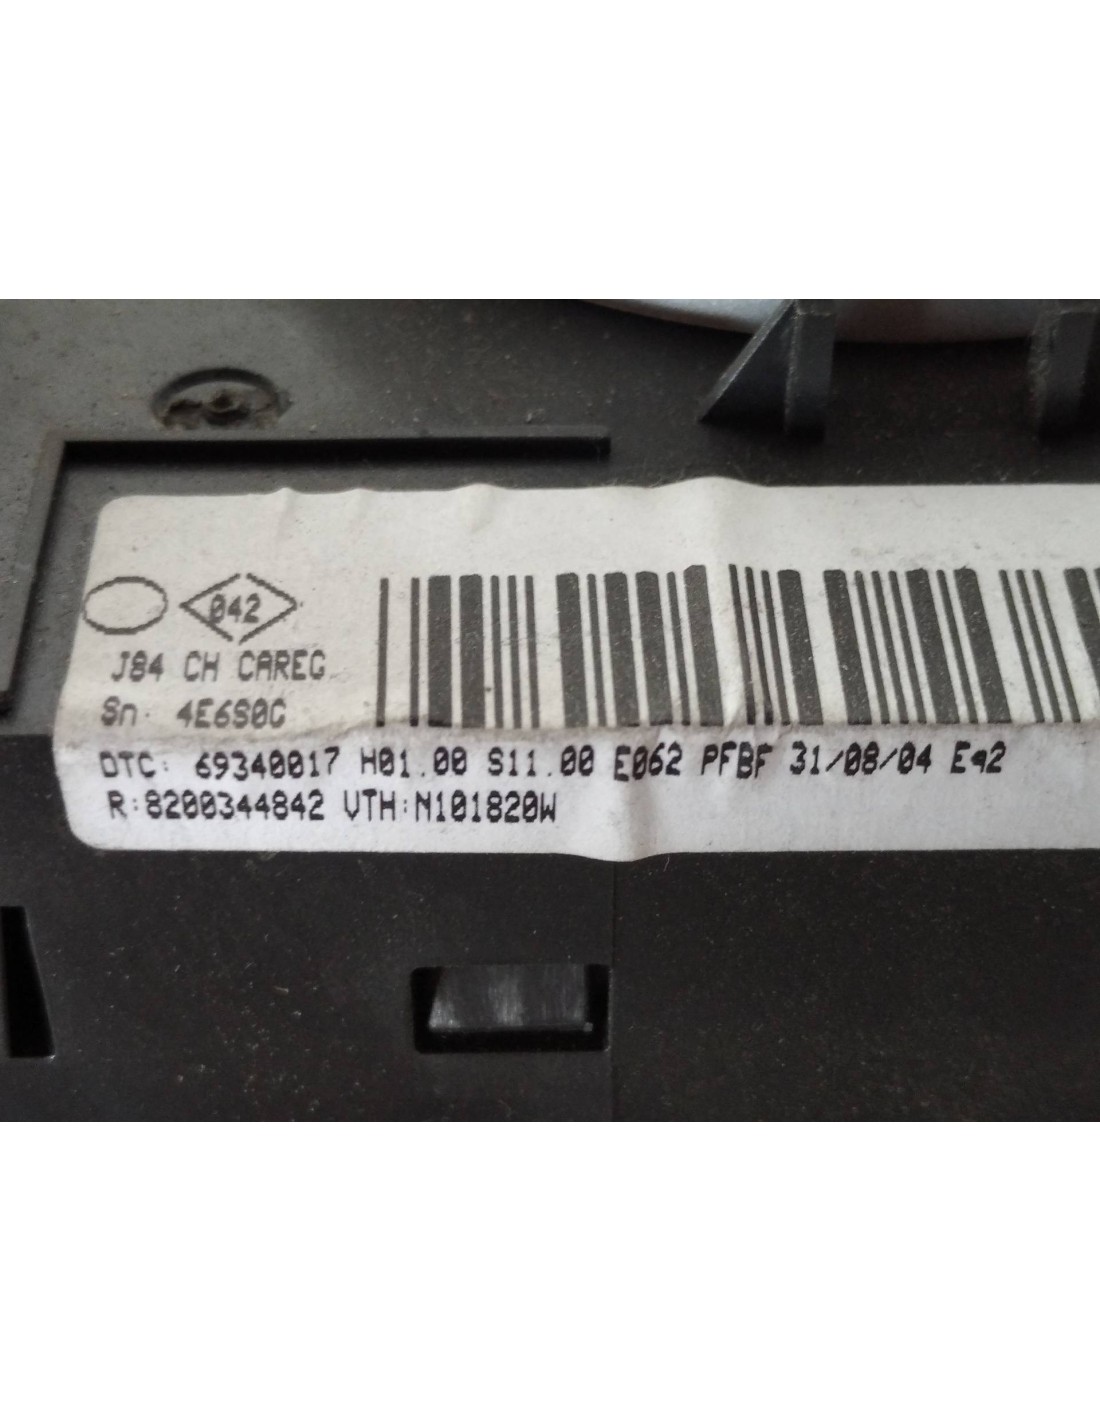 042
J84 CH CAREG
Sn: 4E6S0C
DTC: 69340017 H01.00 S11.00 E062 PFBF 31/08/04 Eq2
R:8200344842 VTH:N101820W